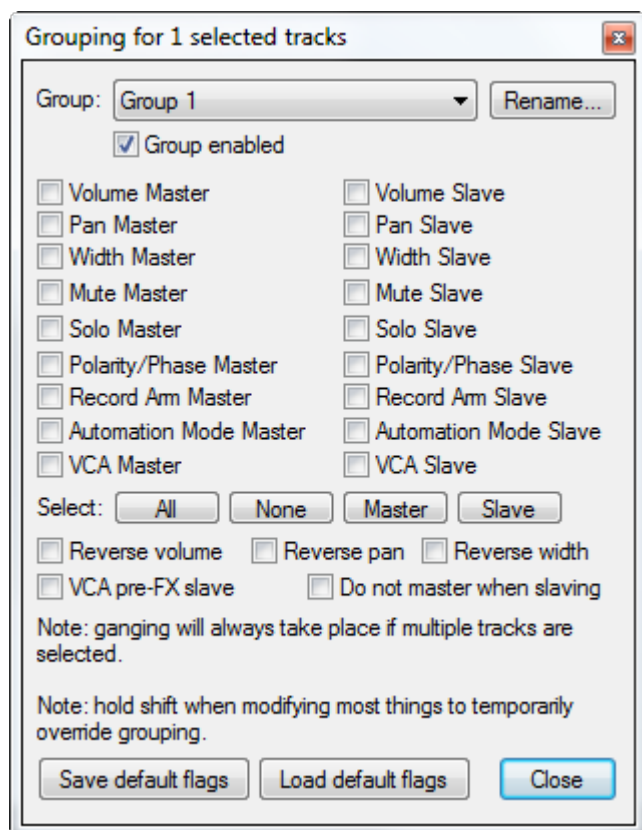 Grouping for 1 selected tracks
Group: Group 1 Rename...
Group enabled
Volume Master Volume Slave
Pan Master Pan Slave
Width Master Width Slave
Mute Master Mute Slave
Solo Master Solo Slave
Polarity/Phase Master Polarity/Phase Slave
Record Arm Master Record Arm Slave
Automation Mode Master Automation Mode Slave
VCA Master VCA Slave
Select: All None Master Slave
Reverse volume Reverse pan Reverse width
VCA pre-FX slave Do not master when slaving
Note: ganging will always take place if multiple tracks are
selected.
Note: hold shift when modifying most things to temporarily
override grouping.
Save default flags Load default flags Close